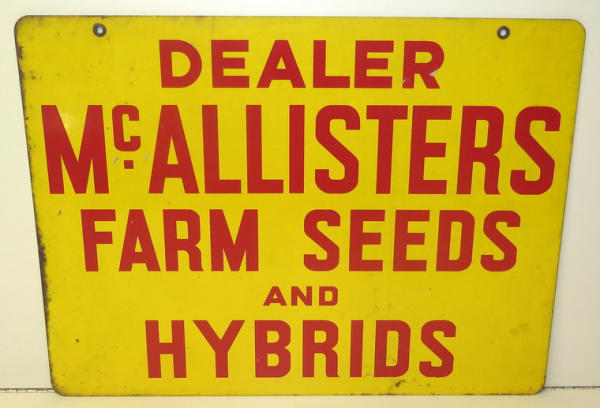 DEALER
McALLISTERS
FARM SEEDS
AND
HYBRIDS